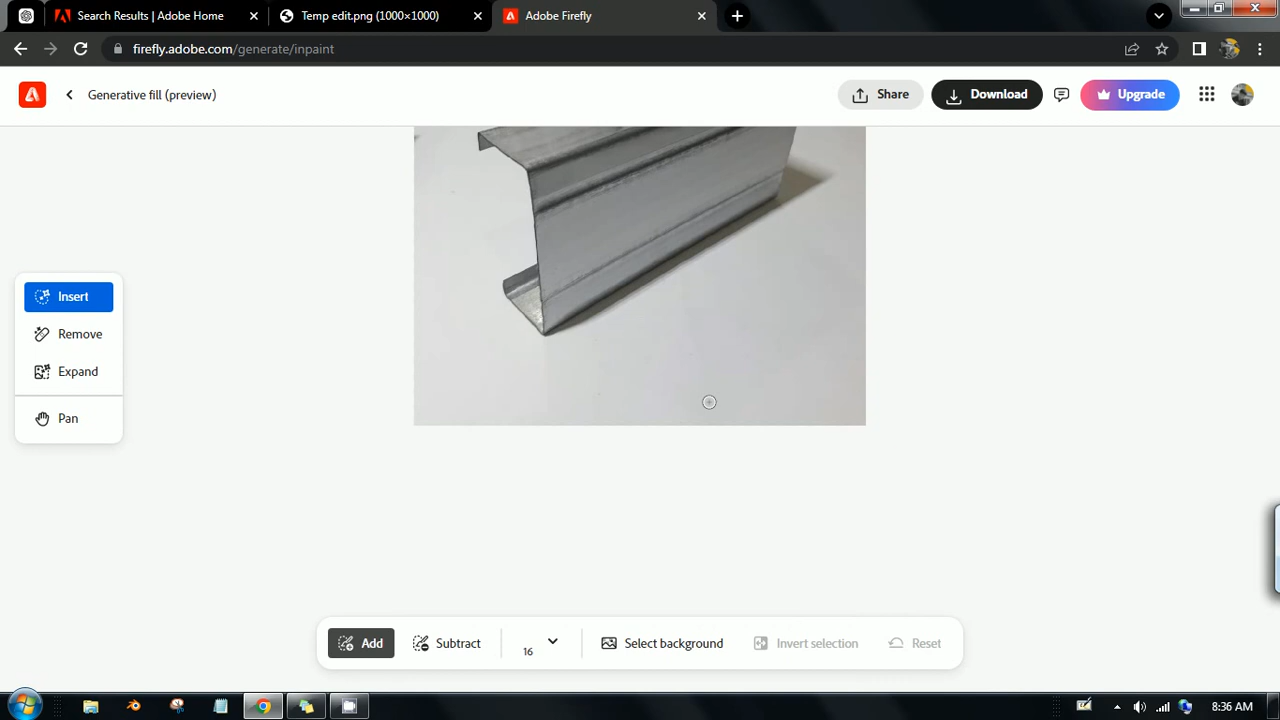 Search Results | Adobe Home
Temp edit.png (1000×1000)
Adobe Firefly
firefly.adobe.com/generate/inpaint
Generative fill (preview)
Share
Download
Upgrade
Insert
Remove
Expand
Pan
Add
Subtract
16
Select background
Invert selection
Reset
8:36 AM